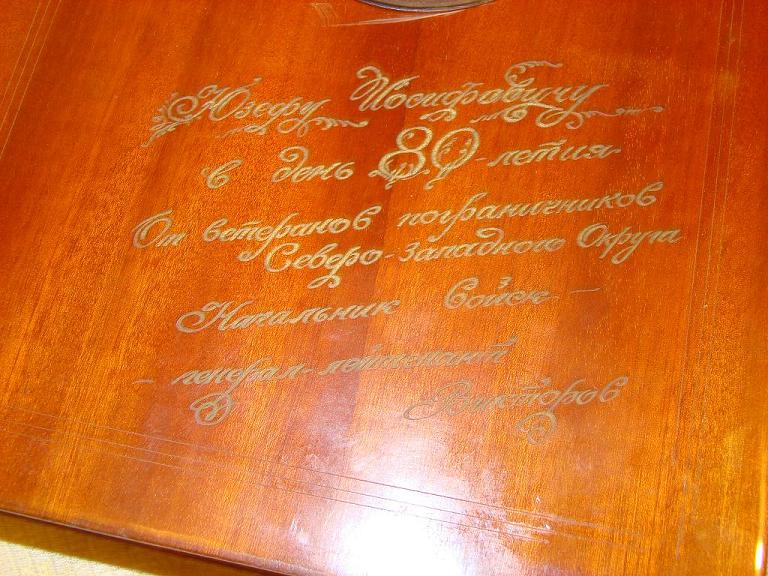 Юзефу Иосифовичу
в день 80-летия
От ветеранов пограничников
Северо-Западного Округа
Начальник Войск -
- генерал-лейтенант
Викторов